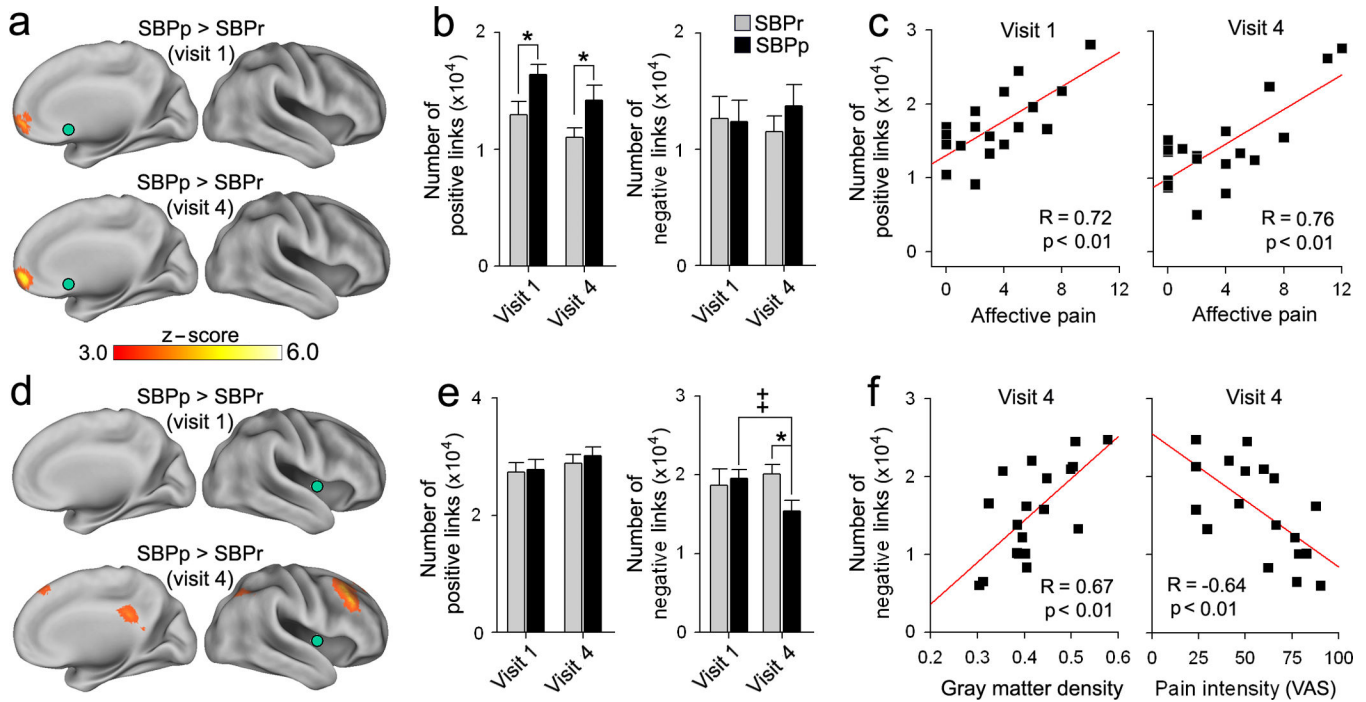 a
SBPp > SBPr
(visit 1)
SBPp > SBPr
(visit 4)
z-score
3.0
6.0
b
SBPr
SBPp
Number of
positive links (x10⁴)
2
1
0
*
*
Visit 1
Visit 4
Number of
negative links (x10⁴)
2
1
0
Visit 1
Visit 4
c
Visit 1
Number of
positive links (x10⁴)
3
2
1
0
R = 0.72
p < 0.01
0
4
8
12
Affective pain
Visit 4
R = 0.76
p < 0.01
0
4
8
12
Affective pain
d
SBPp > SBPr
(visit 1)
SBPp > SBPr
(visit 4)
e
Number of
positive links (x10⁴)
4
2
0
Visit 1
Visit 4
Number of
negative links (x10⁴)
3
2
1
0
‡
*
Visit 1
Visit 4
f
Visit 4
Number of
negative links (x10⁴)
3
2
1
0
R = 0.67
p < 0.01
0.2
0.3
0.4
0.5
0.6
Gray matter density
Visit 4
R = -0.64
p < 0.01
0
25
50
75
100
Pain intensity (VAS)